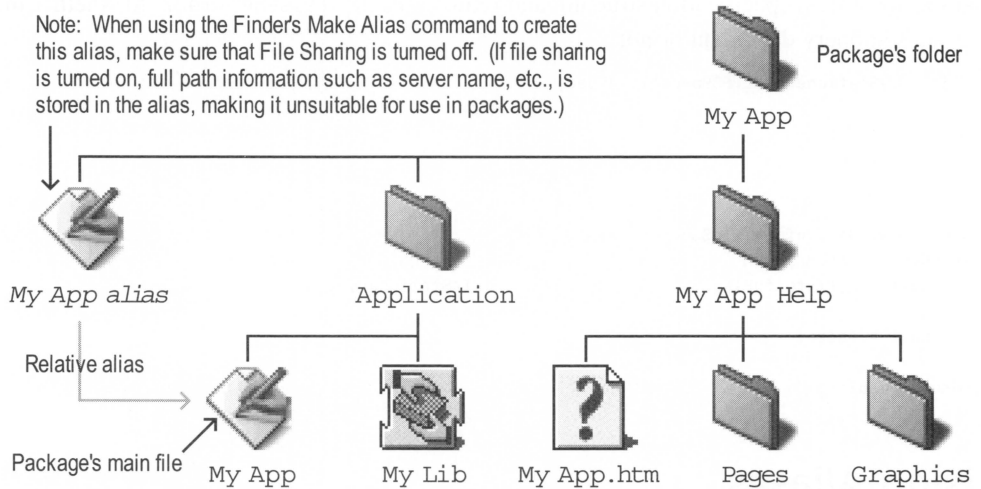 Note: When using the Finder's Make Alias command to create
this alias, make sure that File Sharing is turned off. (If file sharing
is turned on, full path information such as server name, etc., is
stored in the alias, making it unsuitable for use in packages.)
Package's folder
My App
My App alias
Application
My App Help
Relative alias
Package's main file
My App
My Lib
My App.htm
Pages
Graphics